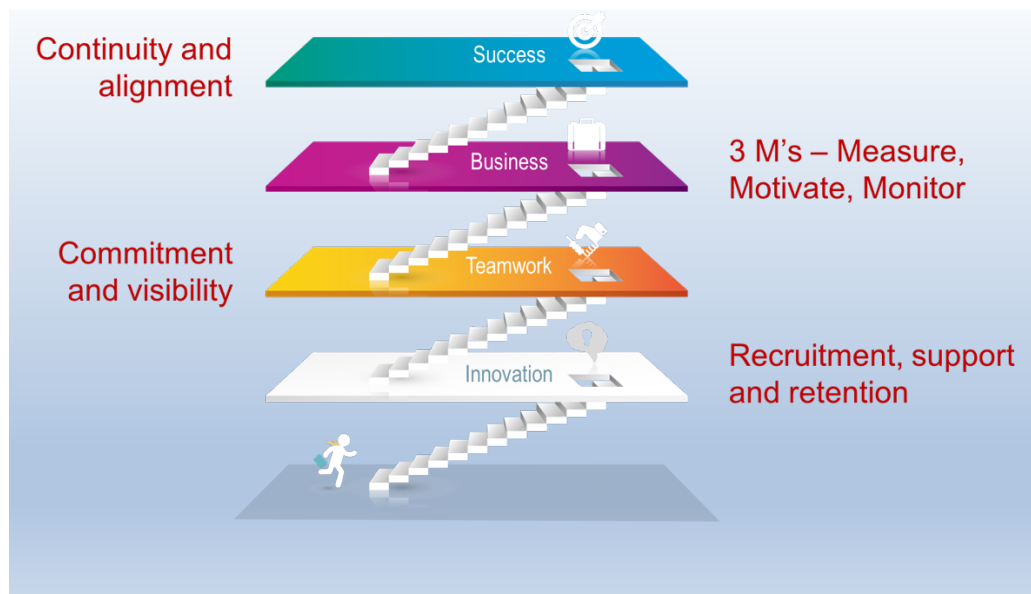 Continuity and
alignment
Success
Business
3 M's – Measure,
Motivate, Monitor
Commitment
and visibility
Teamwork
Innovation
Recruitment, support
and retention